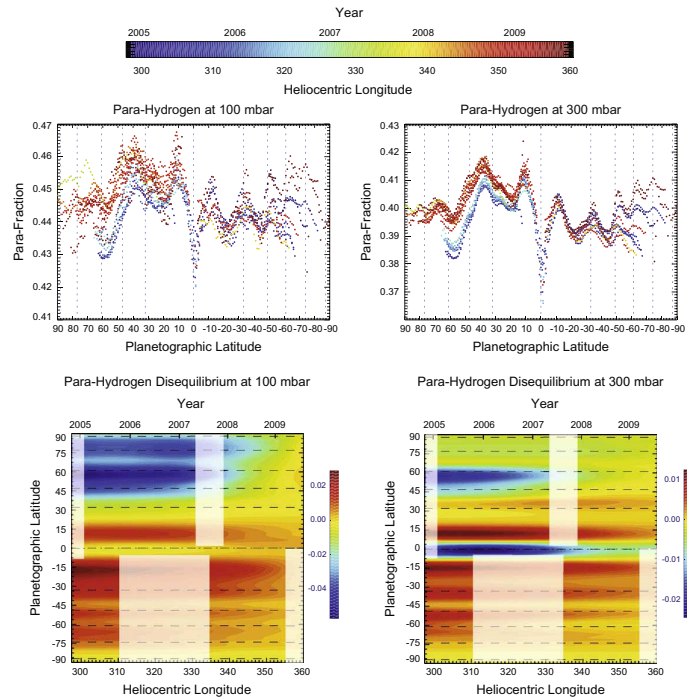 Year
2005 2006 2007 2008 2009
300 310 320 330 340 350 360
Heliocentric Longitude
Para-Hydrogen at 100 mbar
0.47
0.46
0.45
0.44
0.43
0.42
0.41
Para-Fraction
90 80 70 60 50 40 30 20 10 0 -10 -20 -30 -40 -50 -60 -70 -80 -90
Planetographic Latitude
Para-Hydrogen at 300 mbar
0.43
0.42
0.41
0.40
0.39
0.38
0.37
0.36
Para-Fraction
90 80 70 60 50 40 30 20 10 0 -10 -20 -30 -40 -50 -60 -70 -80 -90
Planetographic Latitude
Para-Hydrogen Disequilibrium at 100 mbar
Year
2005 2006 2007 2008 2009
90
75
60
45
30
15
0
-15
-30
-45
-60
-75
-90
Planetographic Latitude
300 310 320 330 340 350 360
Heliocentric Longitude
0.02
0.00
-0.02
-0.04
Para-Hydrogen Disequilibrium at 300 mbar
Year
2005 2006 2007 2008 2009
90
75
60
45
30
15
0
-15
-30
-45
-60
-75
-90
Planetographic Latitude
300 310 320 330 340 350 360
Heliocentric Longitude
0.01
0.00
-0.01
-0.02